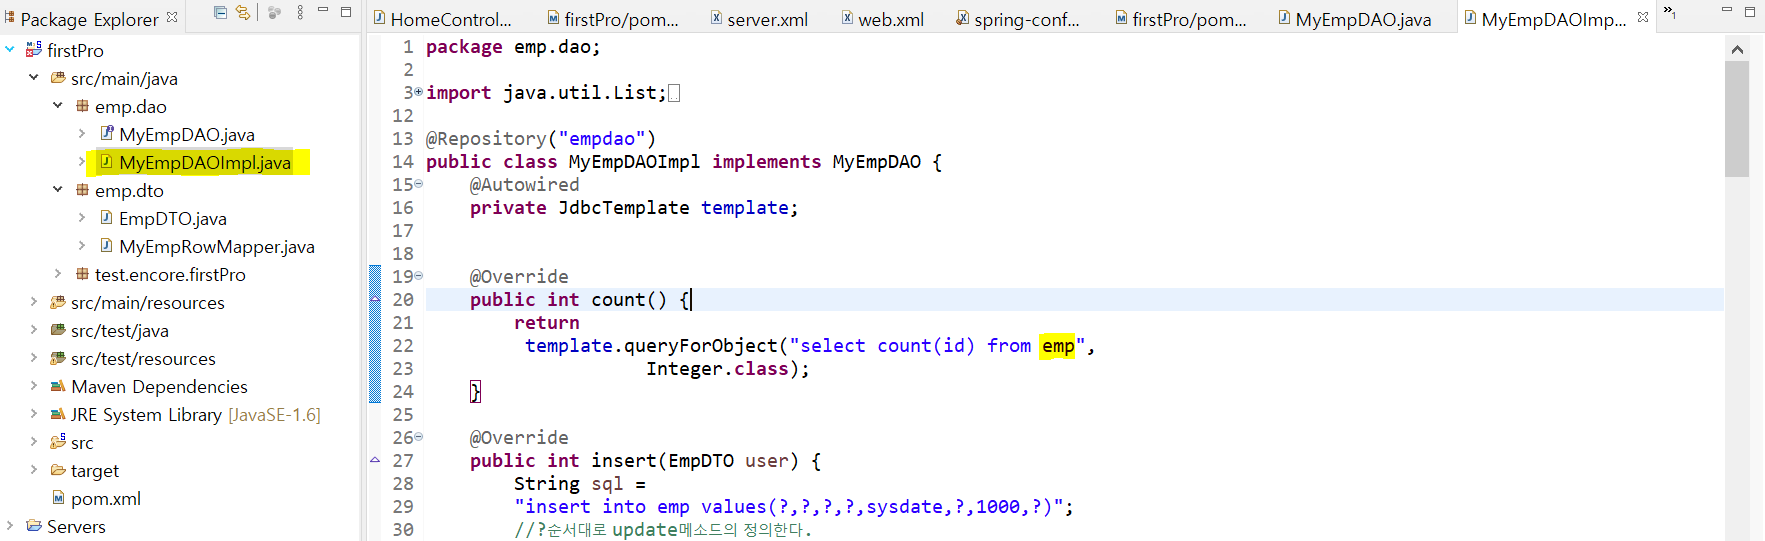 Package Explorer
firstPro
src/main/java
emp.dao
MyEmpDAO.java
MyEmpDAOImpl.java
emp.dto
EmpDTO.java
MyEmpRowMapper.java
test.encore.firstPro
src/main/resources
src/test/java
src/test/resources
Maven Dependencies
JRE System Library [JavaSE-1.6]
src
target
pom.xml
Servers
HomeControl... firstPro/pom... server.xml web.xml spring-conf... firstPro/pom... MyEmpDAO.java MyEmpDAOImp... »1
1 package emp.dao;
2
3 import java.util.List;
12
13 @Repository("empdao")
14 public class MyEmpDAOImpl implements MyEmpDAO {
15 @Autowired
16 private JdbcTemplate template;
17
18
19 @Override
20 public int count() {
21 return
22 template.queryForObject("select count(id) from emp",
23 Integer.class);
24 }
25
26 @Override
27 public int insert(EmpDTO user) {
28 String sql =
29 "insert into emp values(?,?,?,?,sysdate,?,1000,?)";
30 //?순서대로 update메소드의 정의한다.